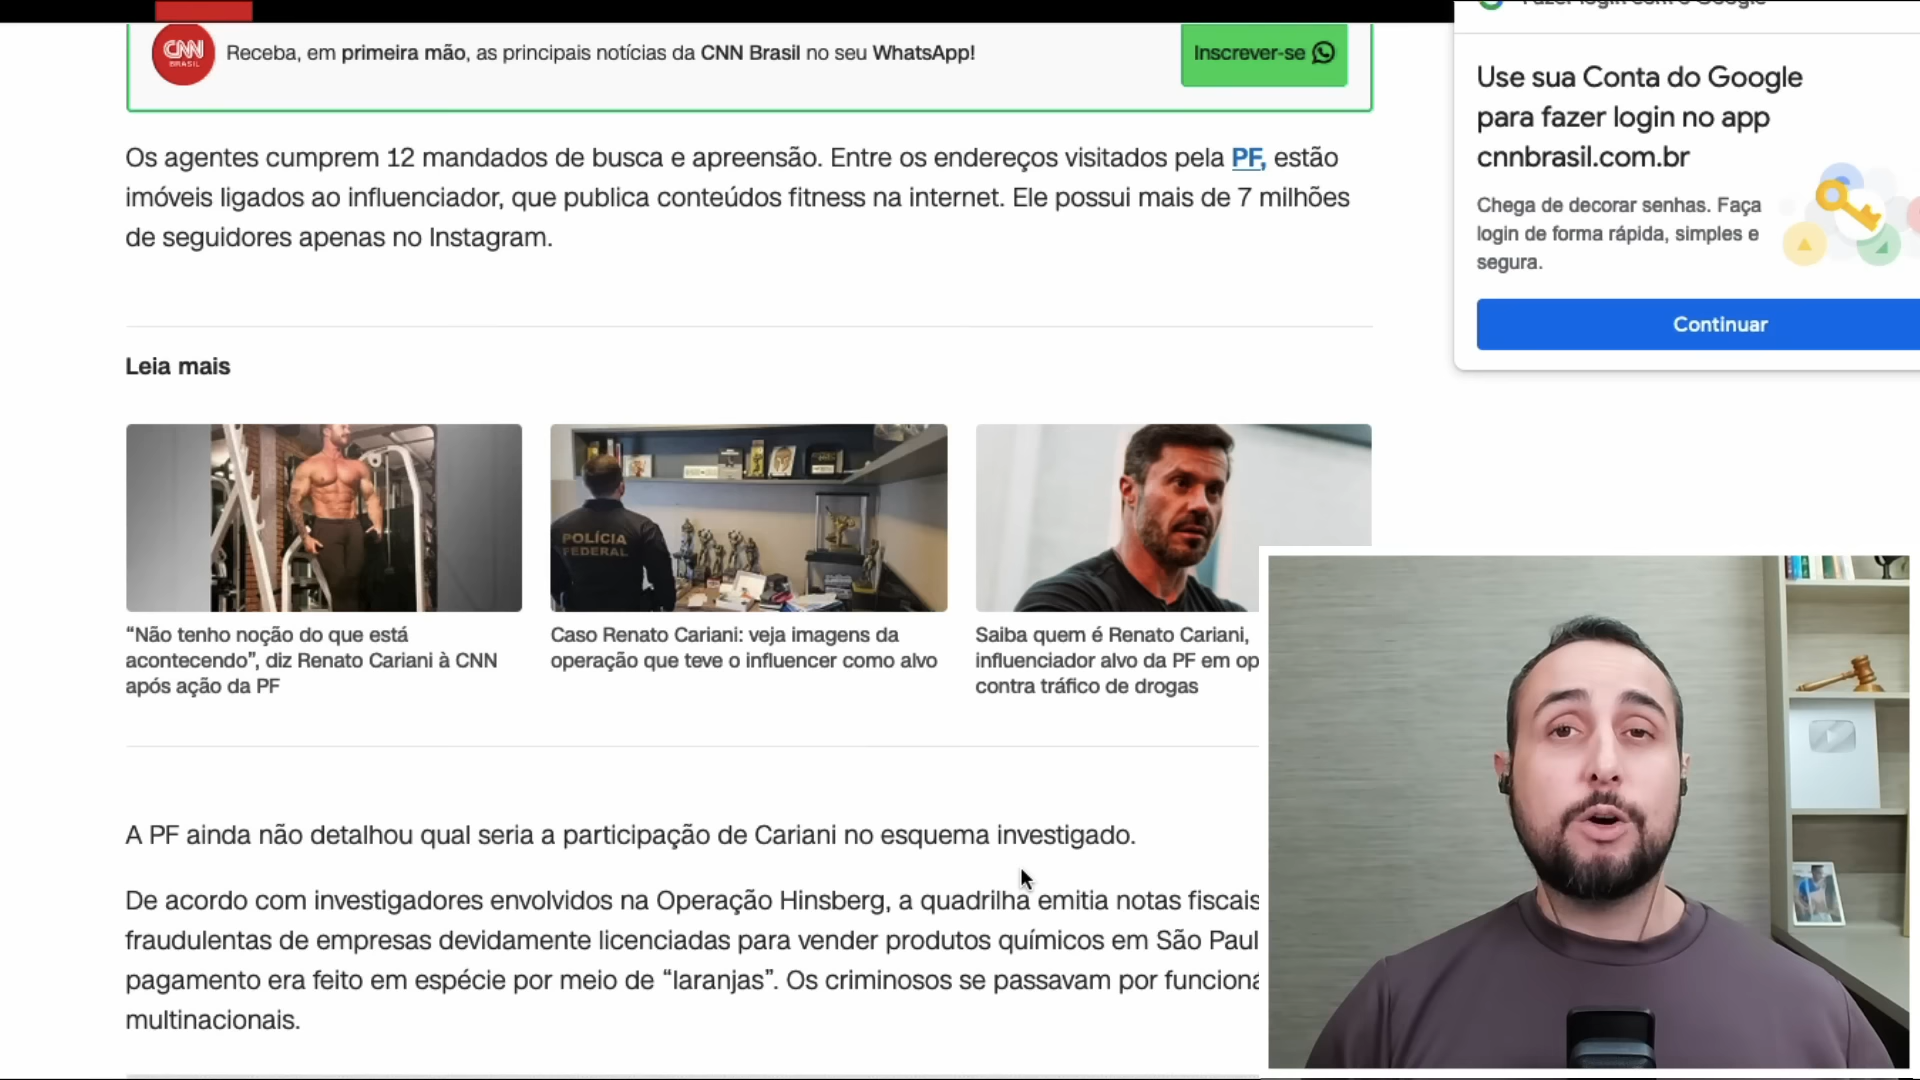 CNN
BRASIL
Receba, em primeira mão, as principais notícias da CNN Brasil no seu WhatsApp!
Inscrever-se
Fazer login com o Google
Use sua Conta do Google
para fazer login no app
cnnbrasil.com.br
Chega de decorar senhas. Faça
login de forma rápida, simples e
segura.
Continuar
Os agentes cumprem 12 mandados de busca e apreensão. Entre os endereços visitados pela PF, estão
imóveis ligados ao influenciador, que publica conteúdos fitness na internet. Ele possui mais de 7 milhões
de seguidores apenas no Instagram.
Leia mais
POLÍCIA
FEDERAL
“Não tenho noção do que está
acontecendo”, diz Renato Cariani à CNN
após ação da PF
Caso Renato Cariani: veja imagens da
operação que teve o influencer como alvo
Saiba quem é Renato Cariani,
influenciador alvo da PF em op
contra tráfico de drogas
A PF ainda não detalhou qual seria a participação de Cariani no esquema investigado.
De acordo com investigadores envolvidos na Operação Hinsberg, a quadrilha emitia notas fiscais
fraudulentas de empresas devidamente licenciadas para vender produtos químicos em São Paul
pagamento era feito em espécie por meio de “laranjas”. Os criminosos se passavam por funcioná
multinacionais.